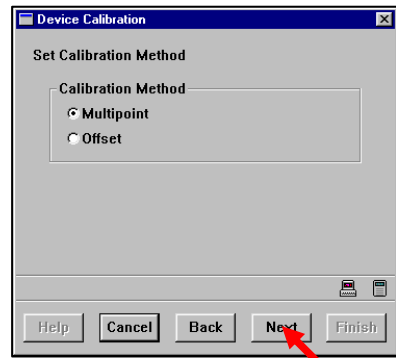 Device Calibration
Set Calibration Method
Calibration Method
Multipoint
Offset
Help Cancel Back Next Finish